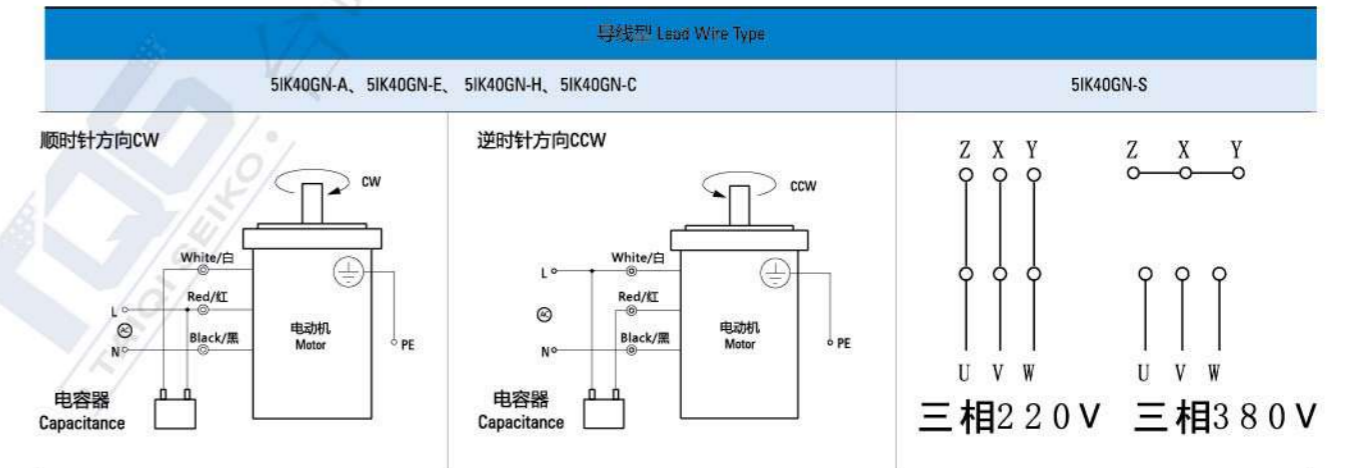 导线型 Lead Wire Type
5IK40GN-A、5IK40GN-E、 5IK40GN-H、5IK40GN-C
5IK40GN-S
顺时针方向CW
CW
White/白
Red/红
L
AC
Black/黑
N
电动机
Motor
PE
电容器
Capacitance
逆时针方向CCW
CCW
White/白
L
Red/红
AC
Black/黑
N
电动机
Motor
PE
电容器
Capacitance
Z X Y
U V W
三相220V
Z X Y
U V W
三相380V